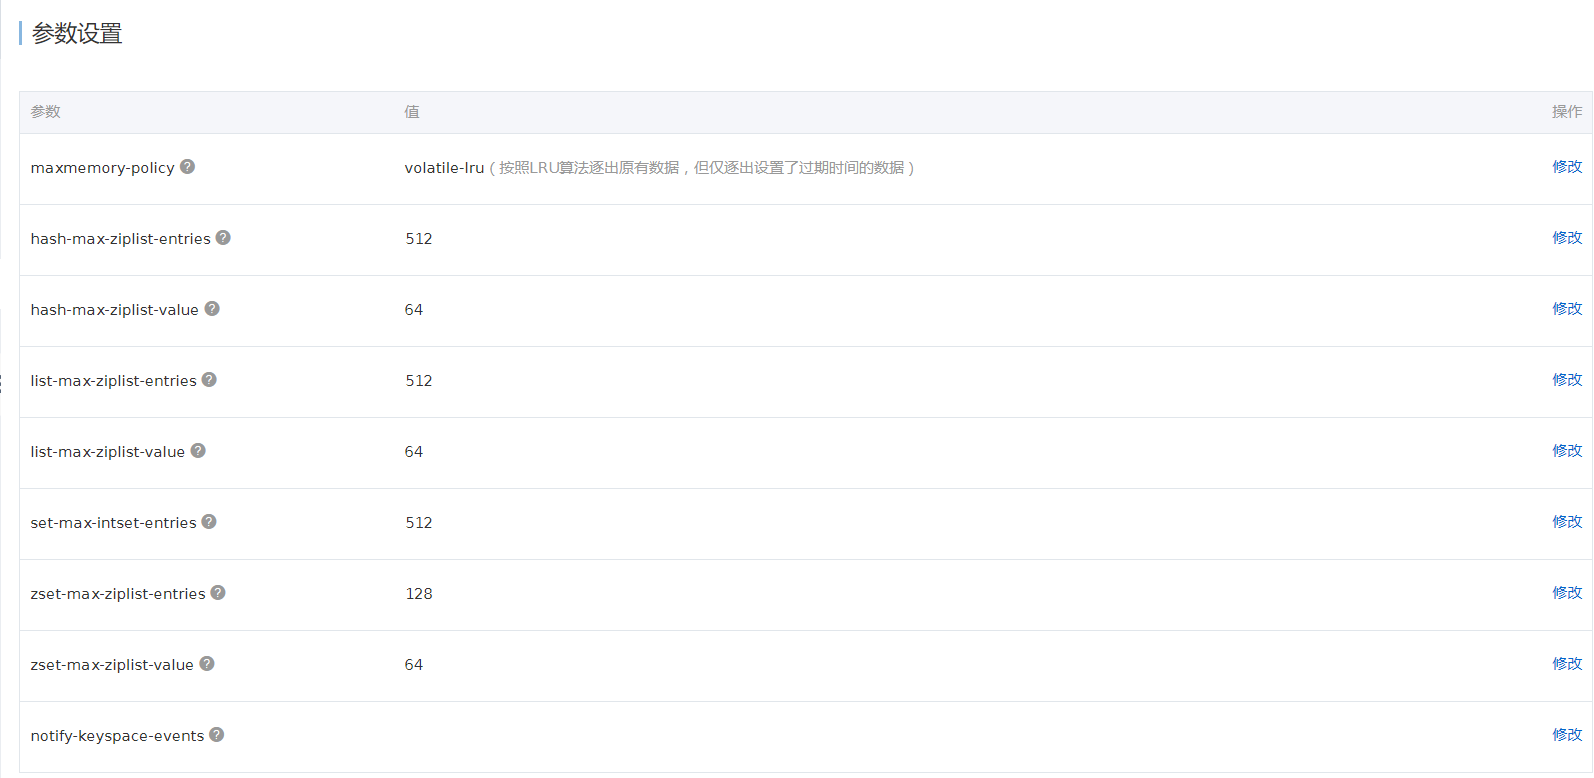 参数设置
参数 值 操作
maxmemory-policy ? volatile-lru（按照LRU算法逐出原有数据，但仅逐出设置了过期时间的数据） 修改
hash-max-ziplist-entries ? 512 修改
hash-max-ziplist-value ? 64 修改
list-max-ziplist-entries ? 512 修改
list-max-ziplist-value ? 64 修改
set-max-intset-entries ? 512 修改
zset-max-ziplist-entries ? 128 修改
zset-max-ziplist-value ? 64 修改
notify-keyspace-events ? 修改